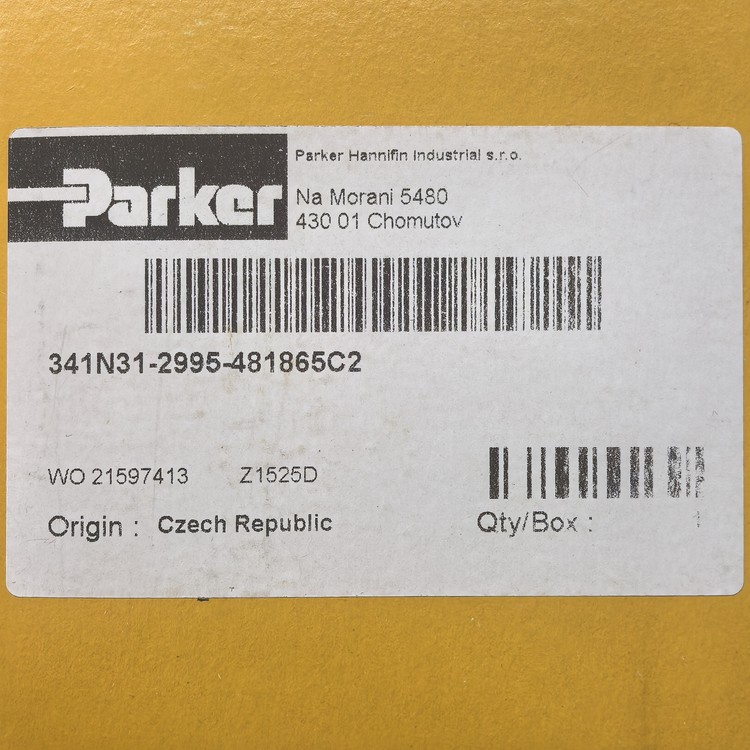 Parker
Parker Hannifin Industrial s.r.o.
Na Morani 5480
430 01 Chomutov
341N31-2995-481865C2
WO 21597413 Z1525D
Origin : Czech Republic
Qty/Box :